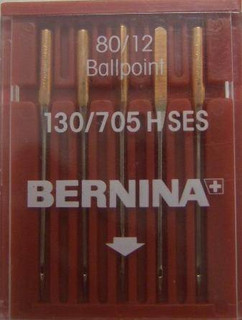 80/12
Ballpoint
130/705 H SES
BERNINA+